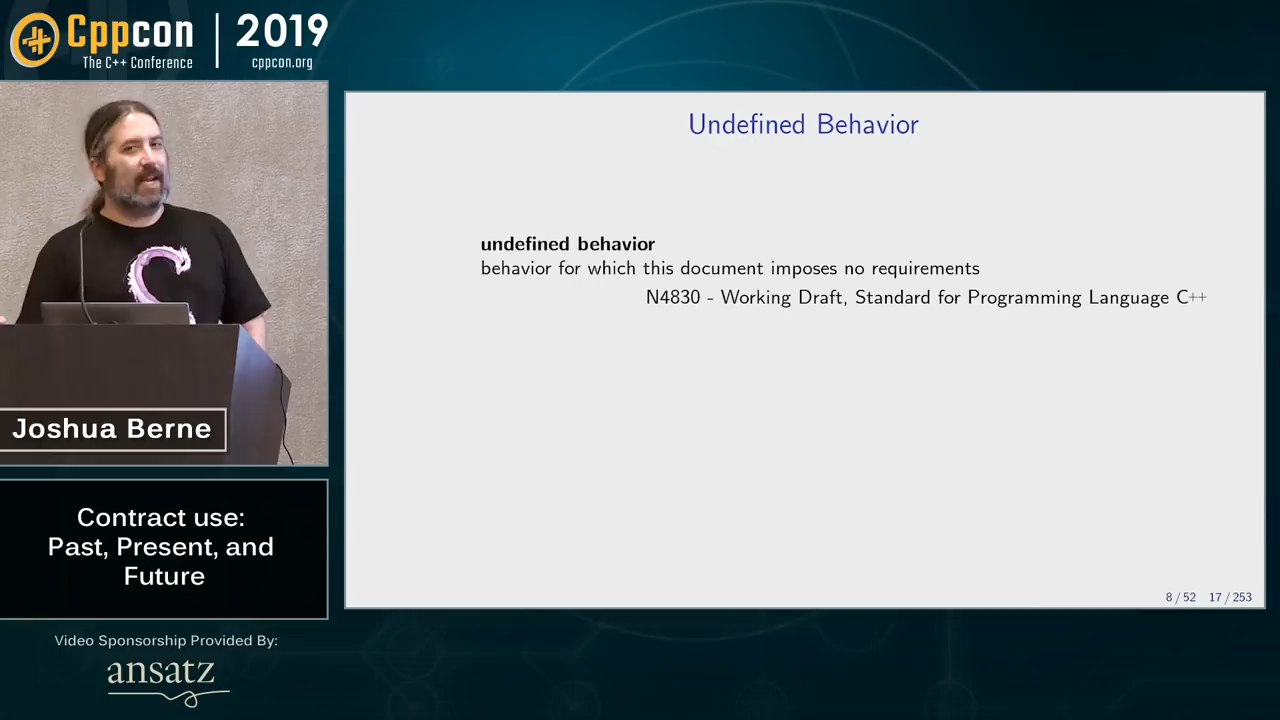 Cppcon
The C++ Conference
2019
cppcon.org
Undefined Behavior
undefined behavior
behavior for which this document imposes no requirements
N4830 - Working Draft, Standard for Programming Language C++
8 / 52 17 / 253
Joshua Berne
Contract use:
Past, Present, and
Future
Video Sponsorship Provided By:
ansatz